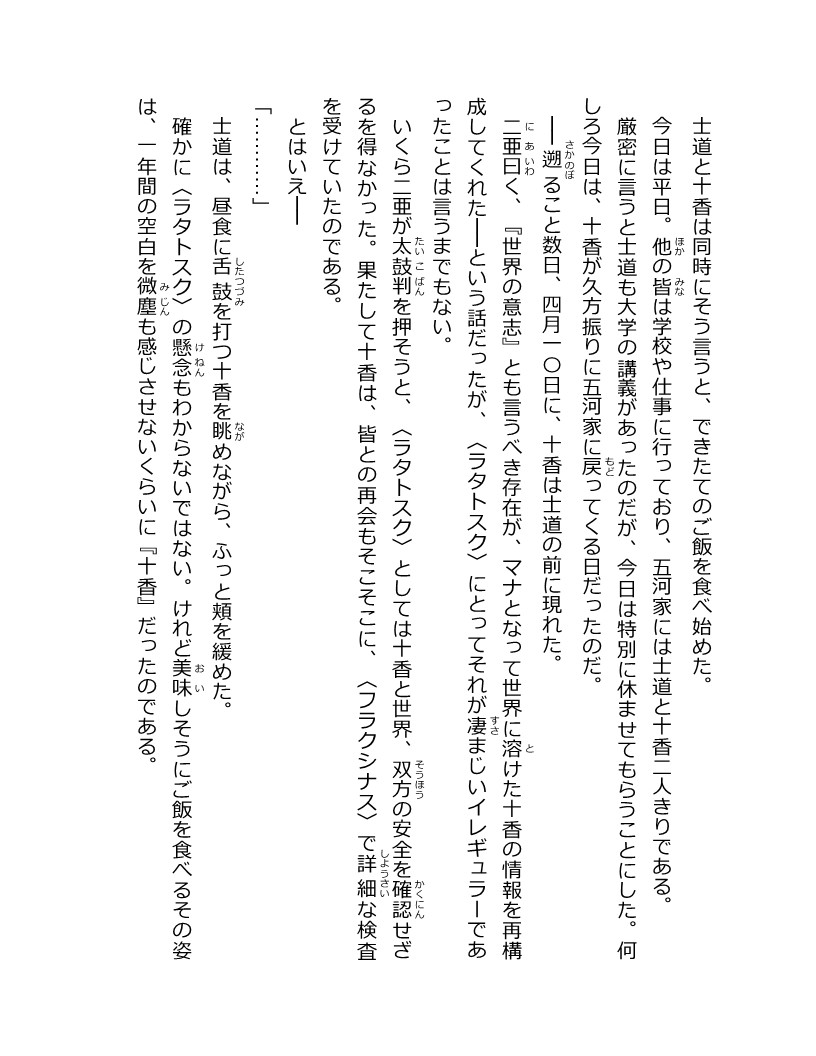 士道と十香は同時にそう言うと、できたてのご飯を食べ始めた。
今日は平日。他の皆は学校や仕事に行っており、五河家には士道と十香二人きりである。
厳密に言うと士道も大学の講義があったのだが、今日は特別に休ませてもらうことにした。何
しろ今日は、十香が久方振りに五河家に戻ってくる日だったのだ。
――遡ること数日、四月一〇日に、十香は士道の前に現れた。
二亜曰く、『世界の意志』とも言うべき存在が、マナとなって世界に溶けた十香の情報を再構
成してくれた――という話だったが、〈ラタトスク〉にとってそれが凄まじいイレギュラーであ
ったことは言うまでもない。
いくら二亜が太鼓判を押そうと、〈ラタトスク〉としては十香と世界、双方の安全を確認せざ
るを得なかった。果たして十香は、皆との再会もそこそこに、〈フラクシナス〉で詳細な検査
を受けていたのである。
とはいえ――
「…………」
士道は、昼食に舌鼓を打つ十香を眺めながら、ふっと頬を緩めた。
確かに〈ラタトスク〉の懸念もわからないではない。けれど美味しそうにご飯を食べるその姿
は、一年間の空白を微塵も感じさせないくらいに『十香』だったのである。